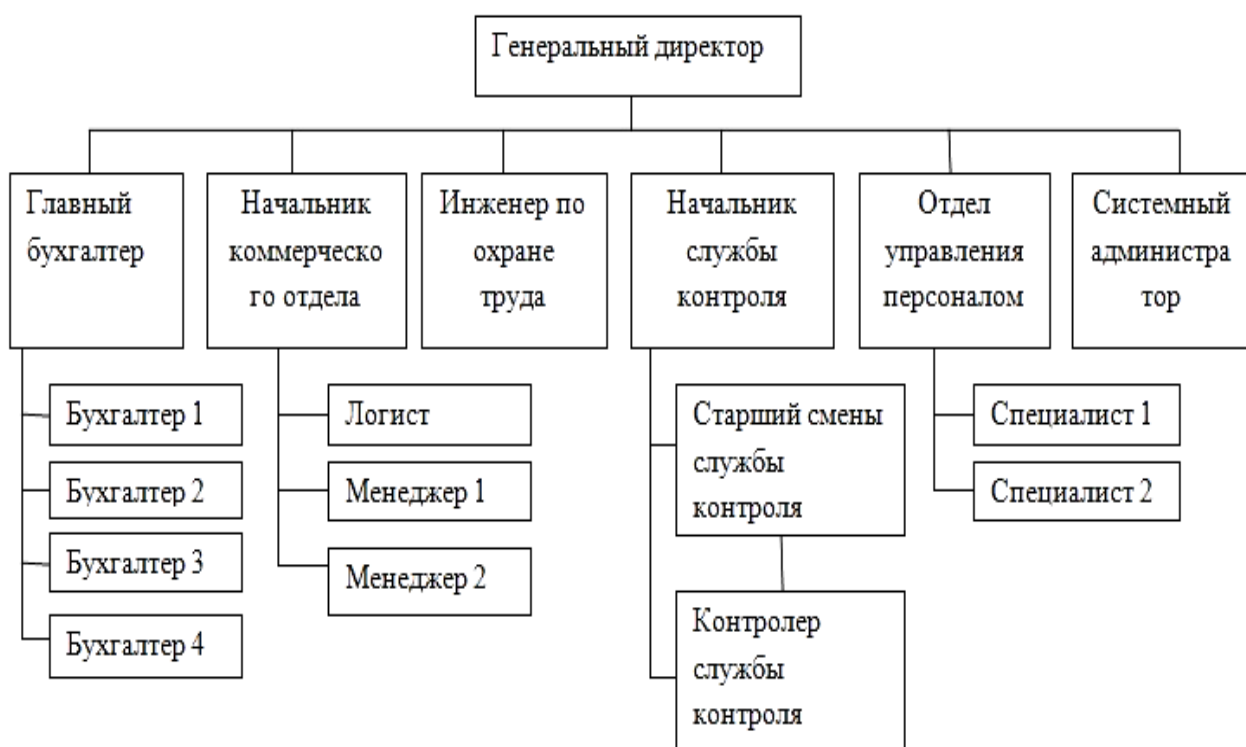 Генеральный директор
Главный
бухгалтер
Начальник
коммерческо
го отдела
Инженер по
охране
труда
Начальник
службы
контроля
Отдел
управления
персоналом
Системный
администра
тор
Бухгалтер 1
Бухгалтер 2
Бухгалтер 3
Бухгалтер 4
Логист
Менеджер 1
Менеджер 2
Старший смены
службы
контроля
Контролер
службы
контроля
Специалист 1
Специалист 2